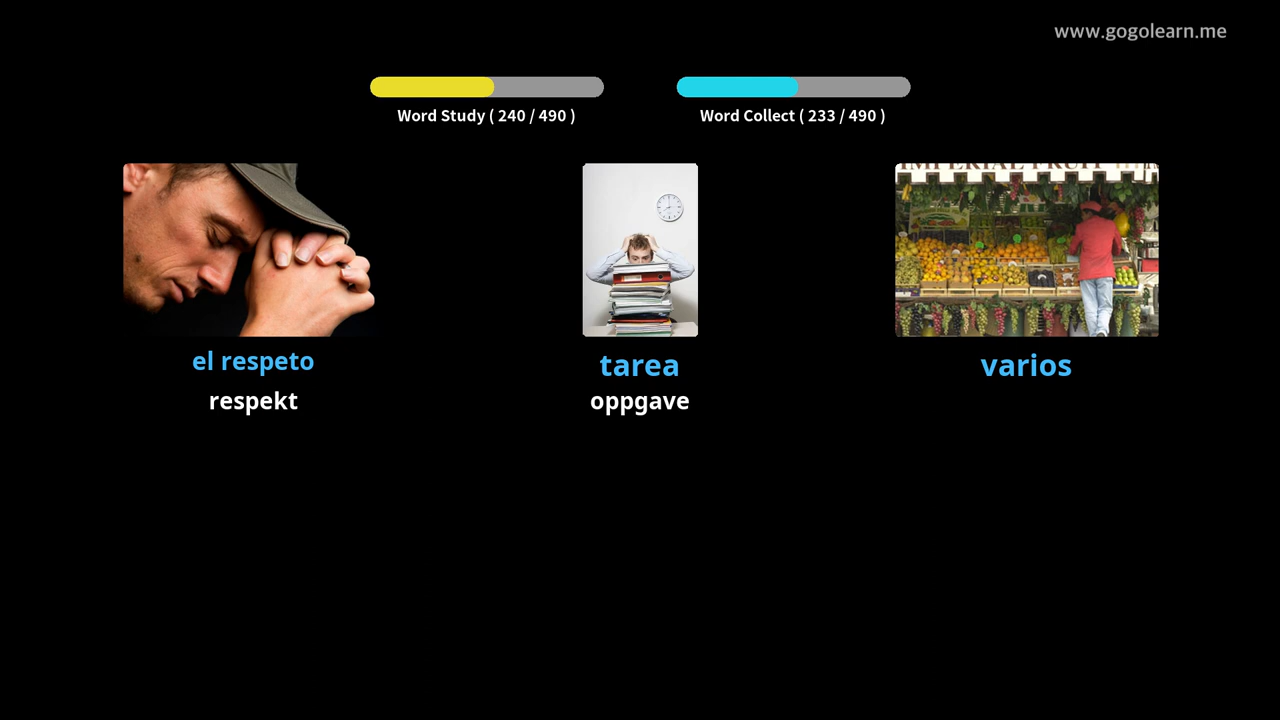 www.gogolearn.me
Word Study ( 240 / 490 )
Word Collect ( 233 / 490 )
el respeto
respekt
tarea
oppgave
varios